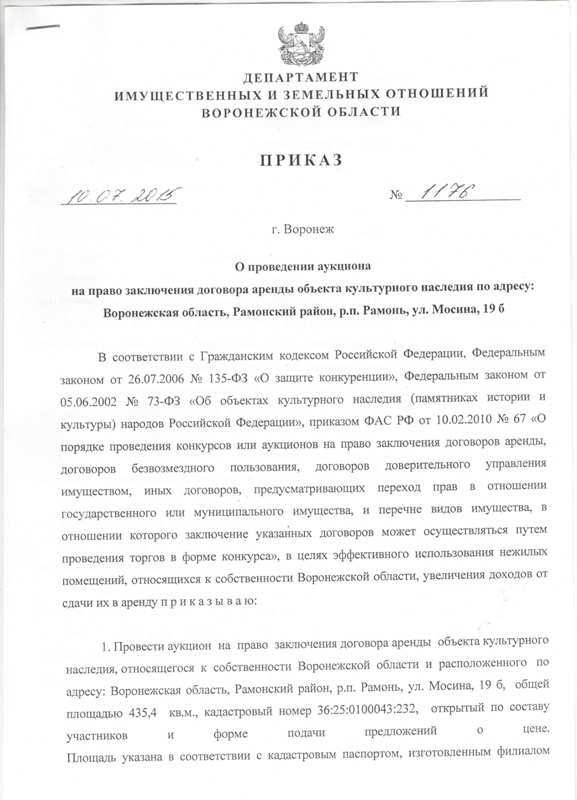 ДЕПАРТАМЕНТ
ИМУЩЕСТВЕННЫХ И ЗЕМЕЛЬНЫХ ОТНОШЕНИЙ
ВОРОНЕЖСКОЙ ОБЛАСТИ
ПРИКАЗ
10.07.2015 № 1176
г. Воронеж
О проведении аукциона
на право заключения договора аренды объекта культурного наследия по адресу:
Воронежская область, Рамонский район, р.п. Рамонь, ул. Мосина, 19 б
В соответствии с Гражданским кодексом Российской Федерации, Федеральным
законом от 26.07.2006 № 135-ФЗ «О защите конкуренции», Федеральным законом от
05.06.2002 № 73-ФЗ «Об объектах культурного наследия (памятниках истории и
культуры) народов Российской Федерации», приказом ФАС РФ от 10.02.2010 № 67 «О
порядке проведения конкурсов или аукционов на право заключения договоров аренды,
договоров безвозмездного пользования, договоров доверительного управления
имуществом, иных договоров, предусматривающих переход прав в отношении
государственного или муниципального имущества, и перечне видов имущества, в
отношении которого заключение указанных договоров может осуществляться путем
проведения торгов в форме конкурса», в целях эффективного использования нежилых
помещений, относящихся к собственности Воронежской области, увеличения доходов от
сдачи их в аренду п р и к а з ы в а ю:
1. Провести аукцион на право заключения договора аренды объекта культурного
наследия, относящегося к собственности Воронежской области и расположенного по
адресу: Воронежская область, Рамонский район, р.п. Рамонь, ул. Мосина, 19 б, общей
площадью 435,4 кв.м., кадастровый номер 36:25:0100043:232, открытый по составу
участников и форме подачи предложений о цене.
Площадь указана в соответствии с кадастровым паспортом, изготовленным филиалом